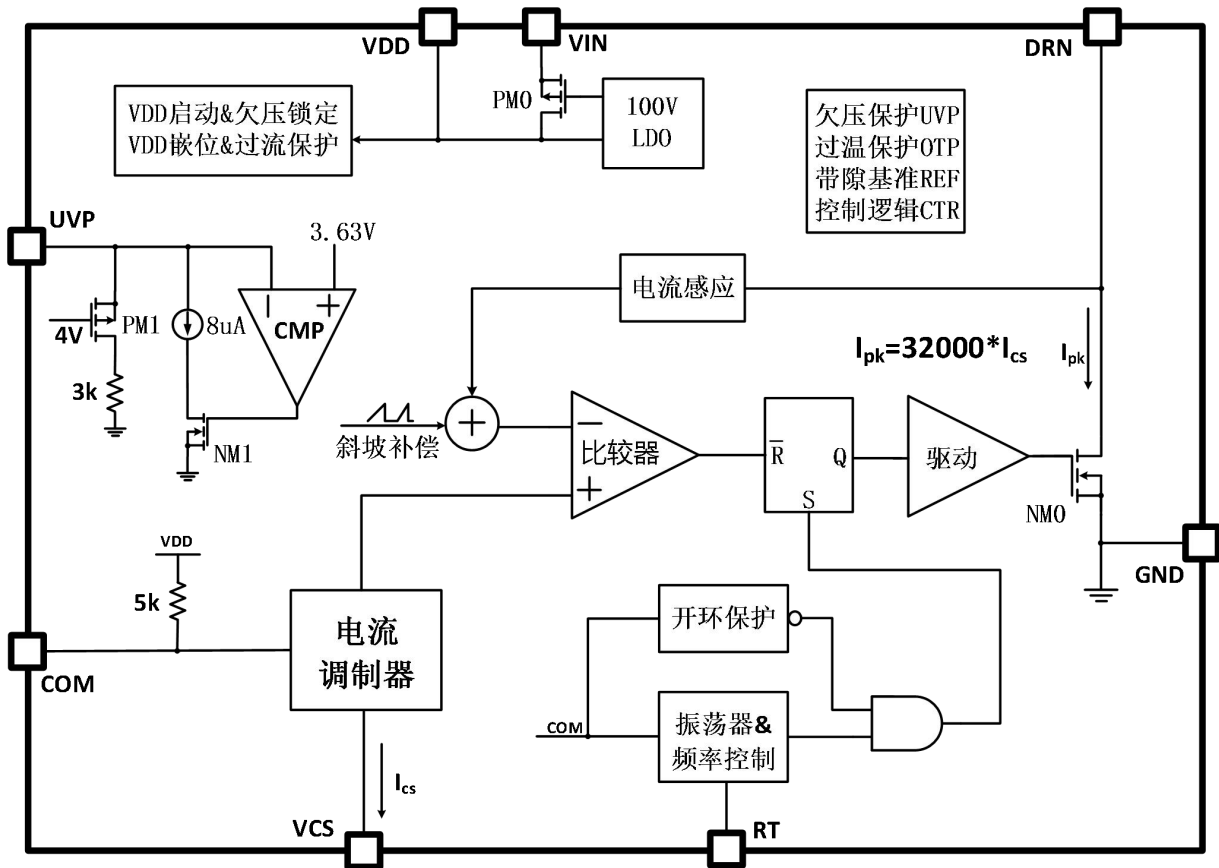 VDD
VIN
DRN
VDD启动&欠压锁定
VDD嵌位&过流保护
PM0
100V
LDO
欠压保护UVP
过温保护OTP
带隙基准REF
控制逻辑CTR
UVP
3.63V
电流感应
4V
PM1
8uA
CMP
Ipk=32000*Ics
Ipk
3k
NM1
斜坡补偿
比较器
R
Q
S
驱动
NM0
VDD
5k
GND
COM
电流
调制器
开环保护
COM
振荡器&
频率控制
Ics
VCS
RT